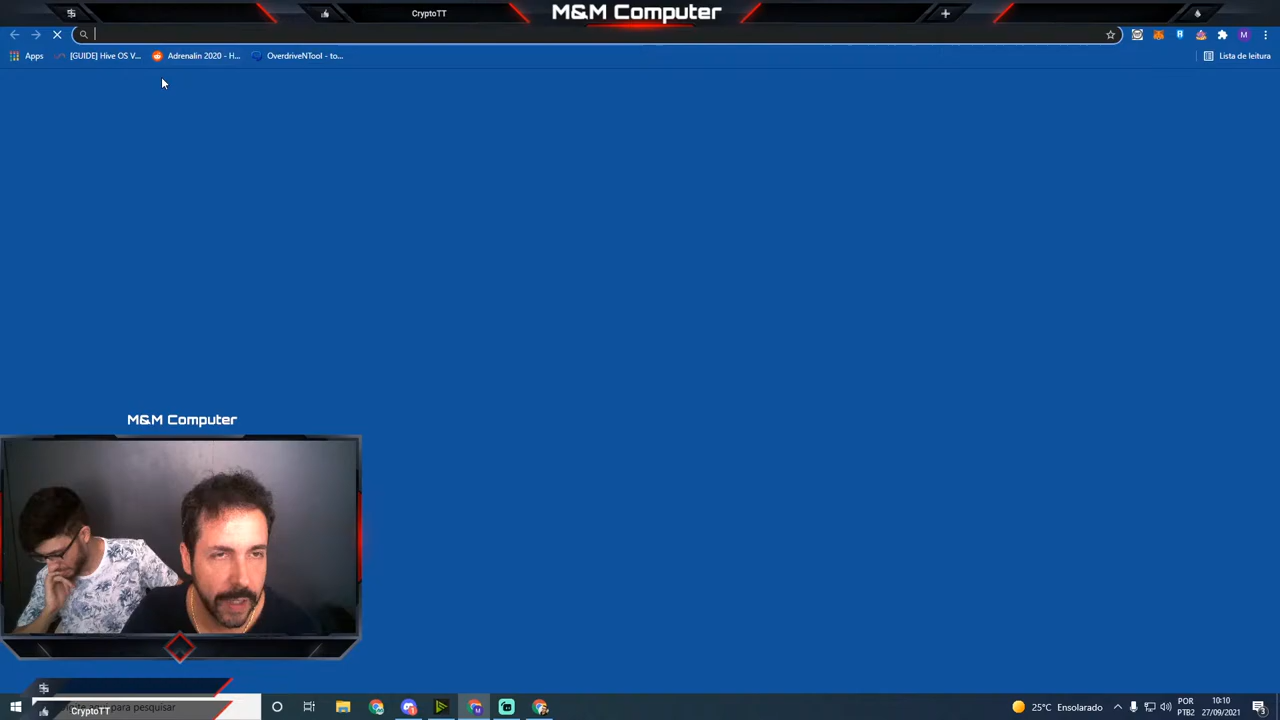 CryptoTT
M&M Computer
Apps
[GUIDE] Hive OS V...
Adrenalin 2020 - H...
OverdriveNTool - to...
M
Lista de leitura
M&M Computer
para pesquisar
CryptoTT
25°C Ensolarado
POR
PTB2
10:10
27/09/2021